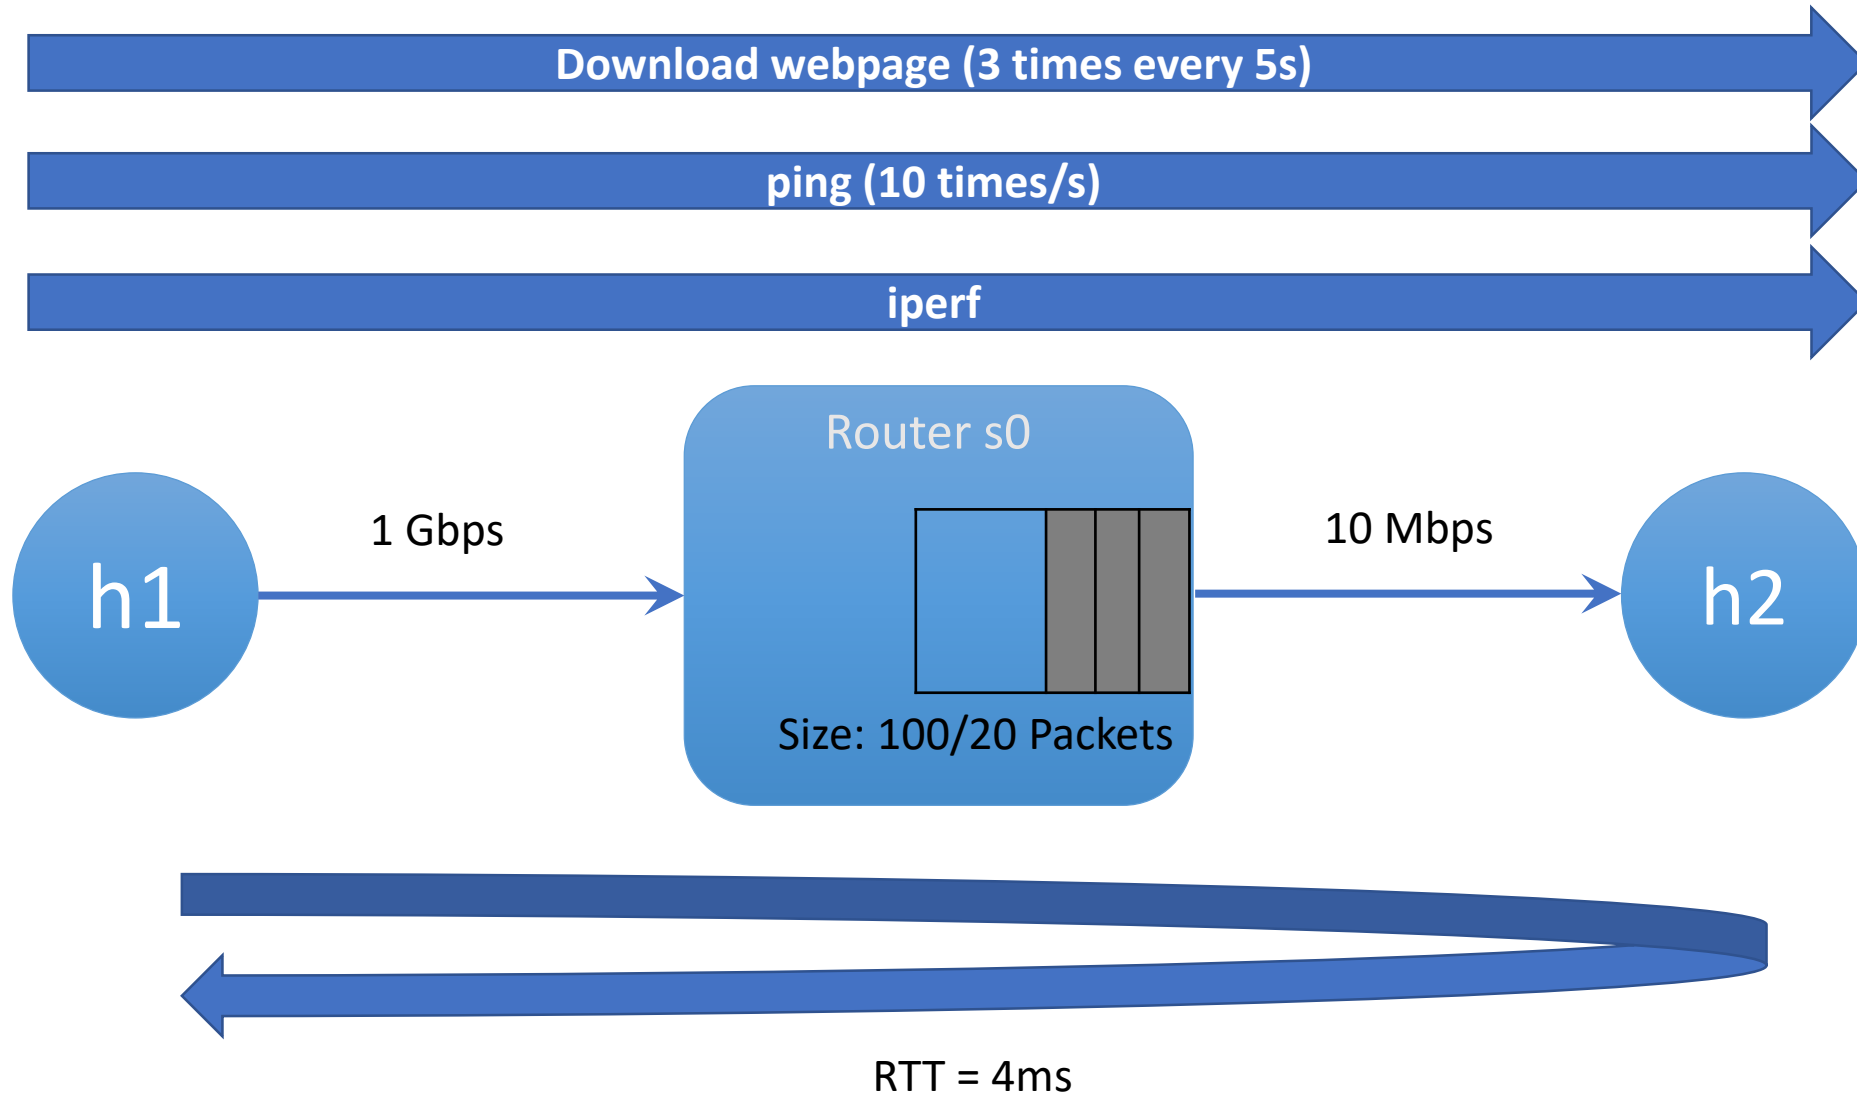 Download webpage (3 times every 5s)
ping (10 times/s)
iperf
Router s0
1 Gbps
10 Mbps
h1
h2
Size: 100/20 Packets
RTT = 4ms